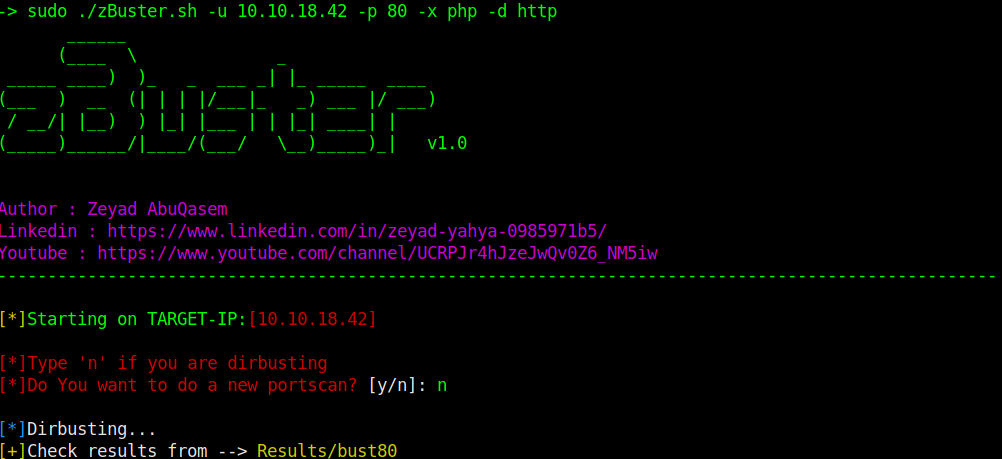 -> sudo ./zBuster.sh -u 10.10.18.42 -p 80 -x php -d http
zBuster
v1.0
Author : Zeyad AbuQasem
Linkedin : https://www.linkedin.com/in/zeyad-yahya-0985971b5/
Youtube : https://www.youtube.com/channel/UCRPJr4hJzeJwQv0Z6_NM5iw
[*]Starting on TARGET-IP:[10.10.18.42]
[*]Type 'n' if you are dirbusting
[*]Do You want to do a new portscan? [y/n]: n
[*]Dirbusting...
[+]Check results from --> Results/bust80